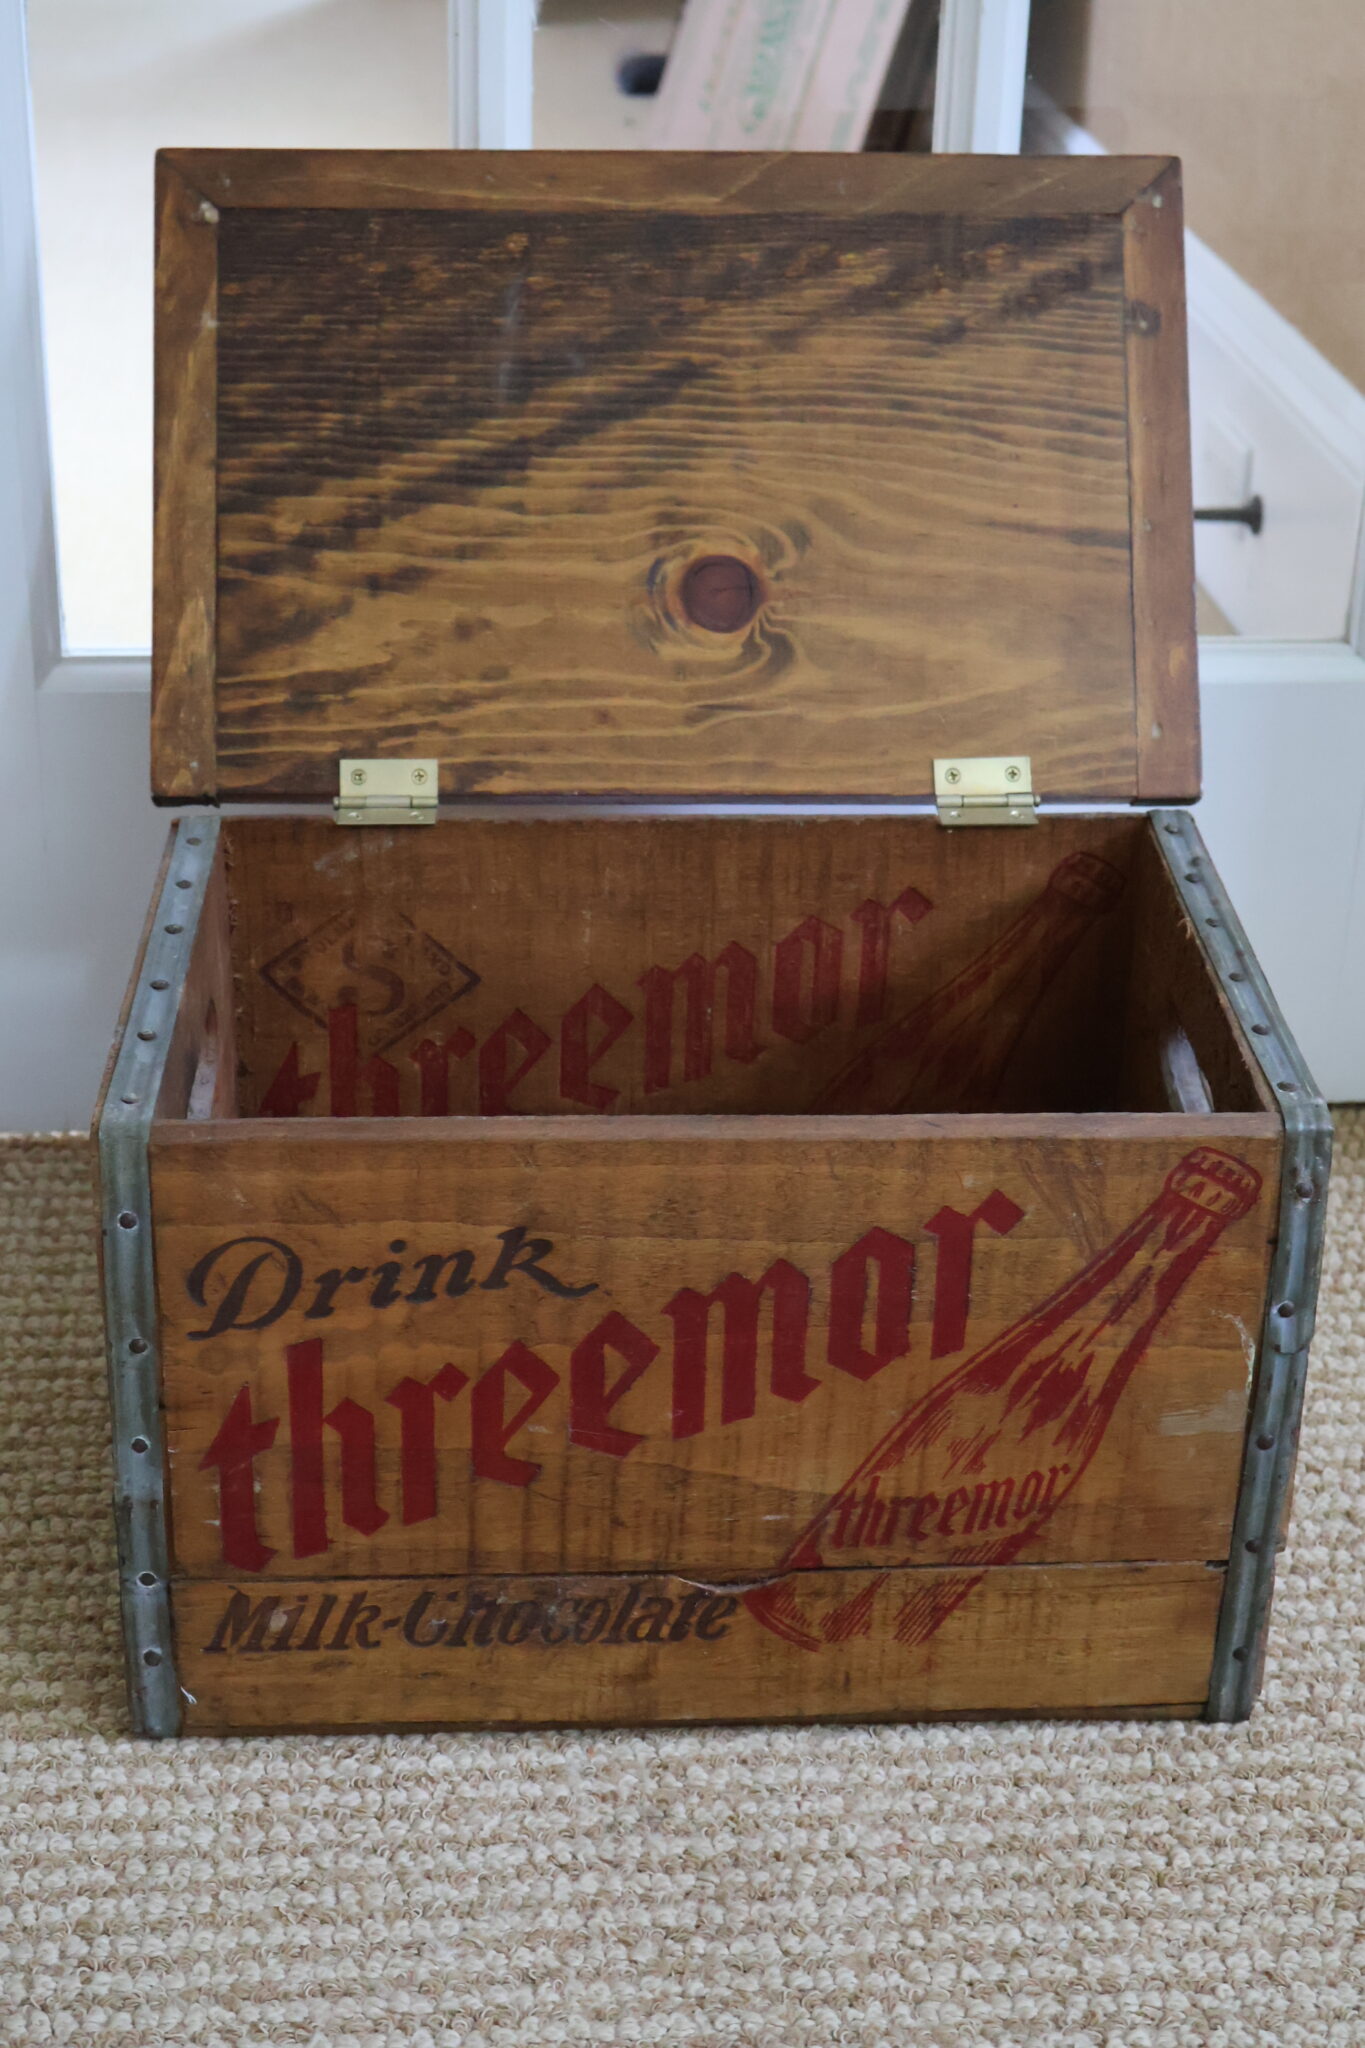 threemor
S
Drink
threemor
Milk-Chocolate
threemor